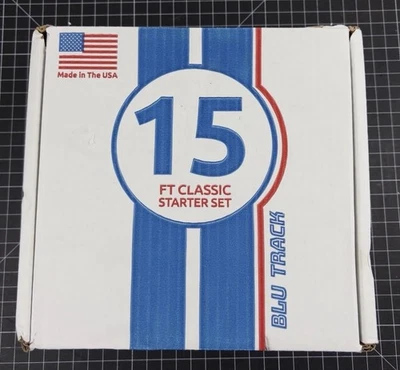 Made in The USA
15
FT CLASSIC
STARTER SET
BLU TRACK